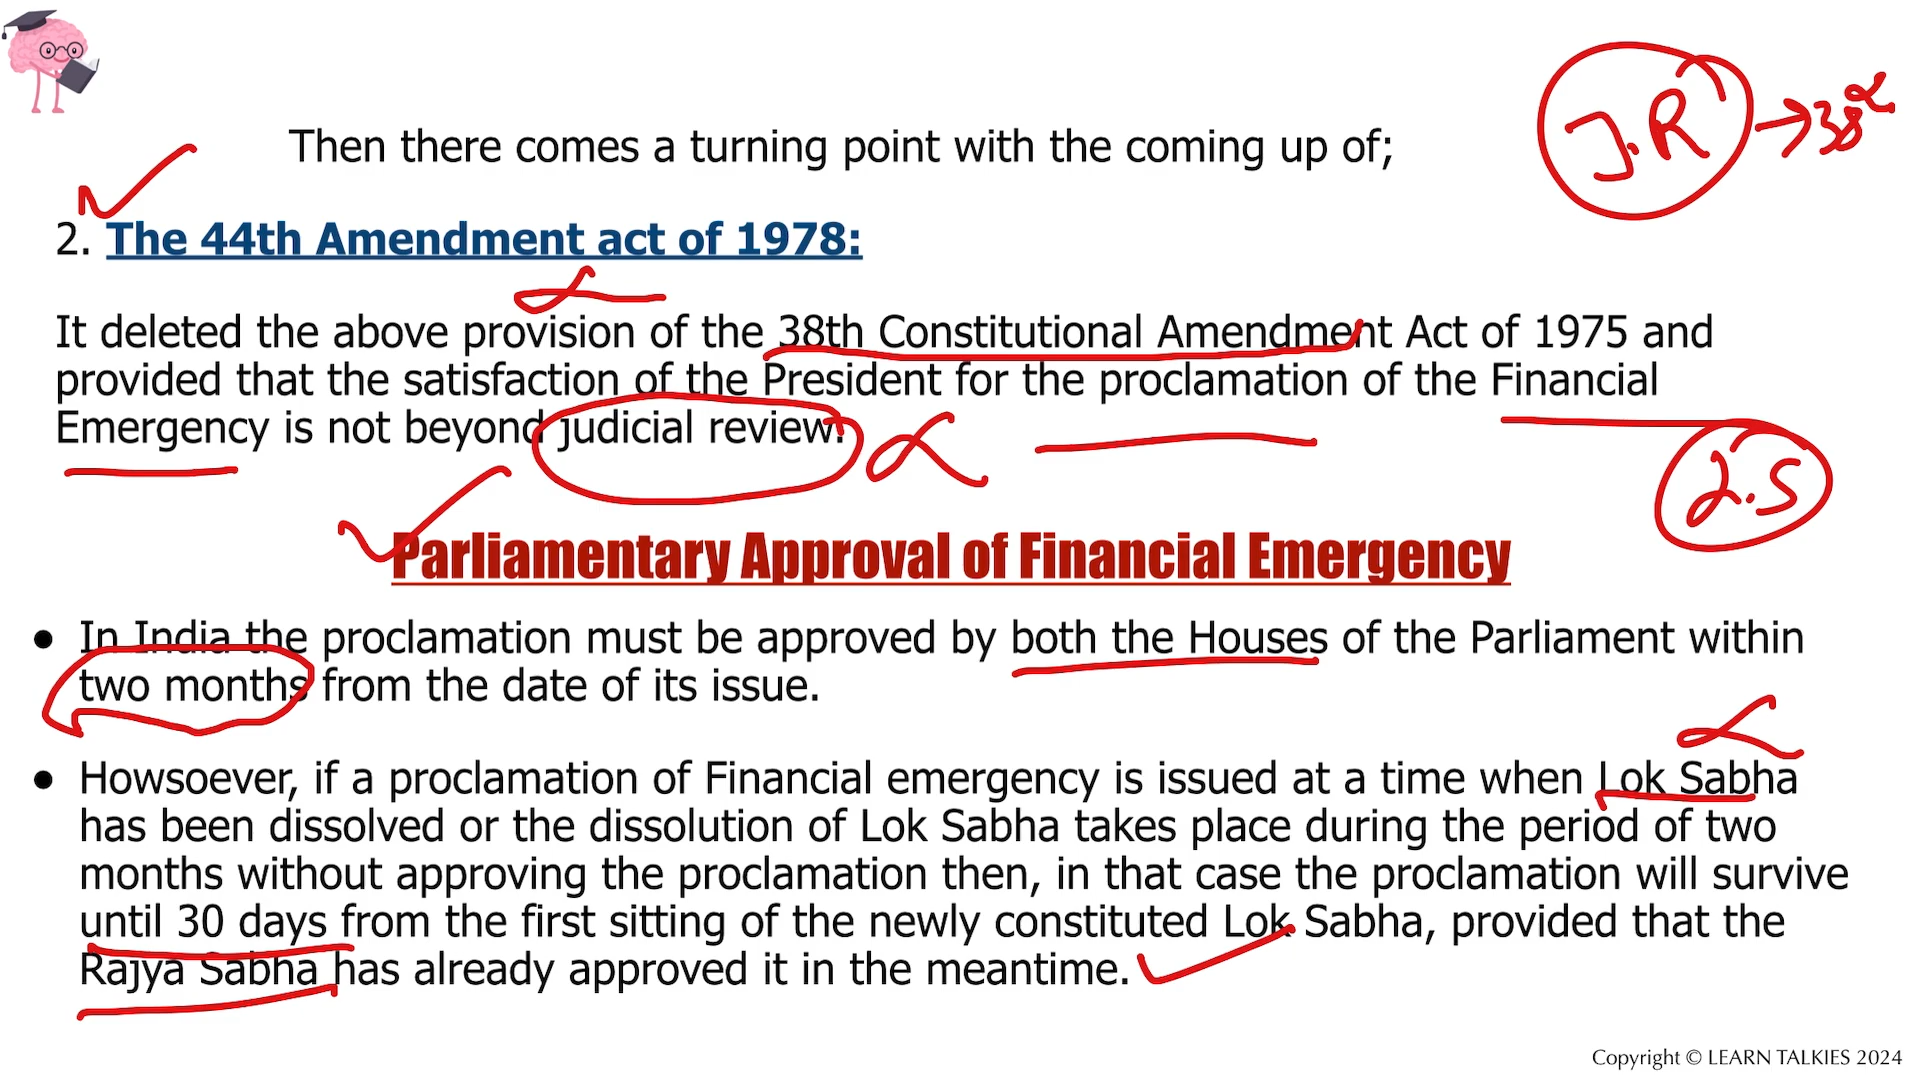 J.R → 38
Then there comes a turning point with the coming up of;
2. The 44th Amendment act of 1978:
It deleted the above provision of the 38th Constitutional Amendment Act of 1975 and
provided that the satisfaction of the President for the proclamation of the Financial
Emergency is not beyond judicial review.
Parliamentary Approval of Financial Emergency
• In India the proclamation must be approved by both the Houses of the Parliament within
two months from the date of its issue.
• Howsoever, if a proclamation of Financial emergency is issued at a time when Lok Sabha
has been dissolved or the dissolution of Lok Sabha takes place during the period of two
months without approving the proclamation then, in that case the proclamation will survive
until 30 days from the first sitting of the newly constituted Lok Sabha, provided that the
Rajya Sabha has already approved it in the meantime.
Copyright © LEARN TALKIES 2024